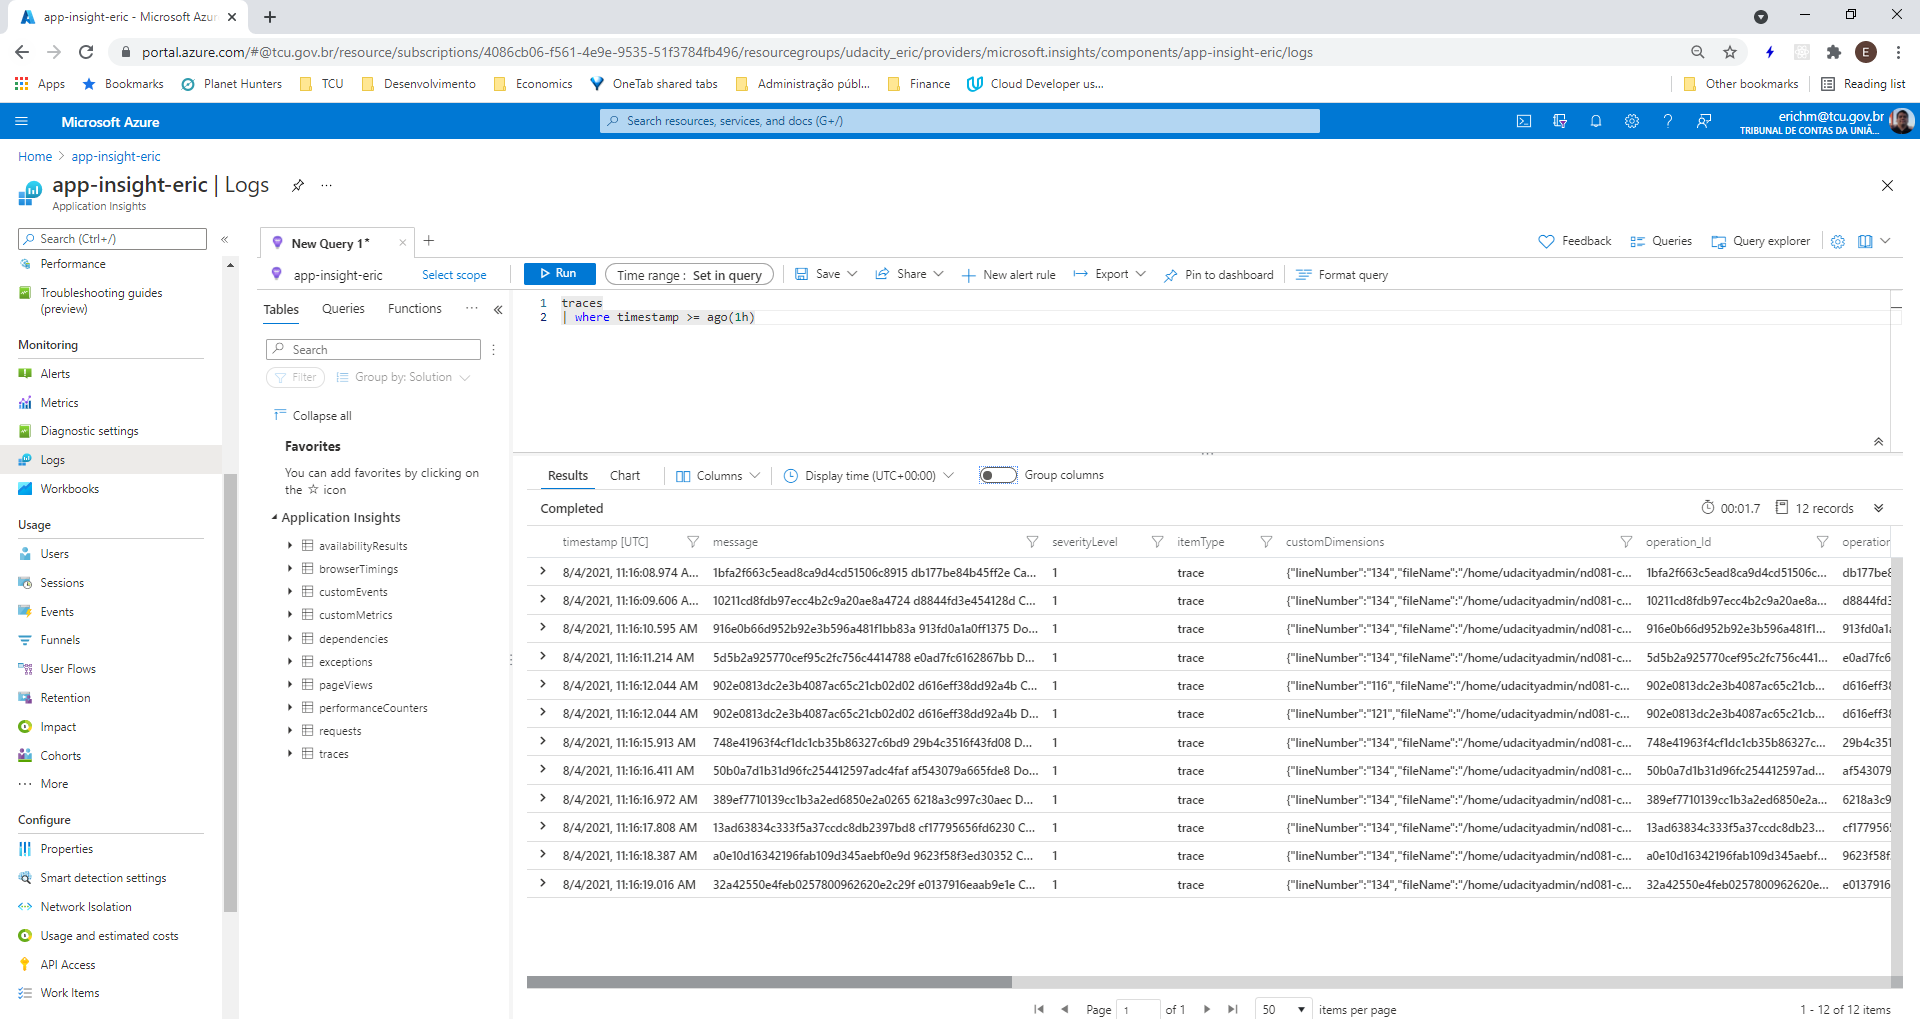 app-insight-eric - Microsoft Azur
portal.azure.com/#@tcu.gov.br/resource/subscriptions/4086cb06-f561-4e9e-9535-51f3784fb496/resourcegroups/udacity_eric/providers/microsoft.insights/components/app-insight-eric/logs
E
Apps Bookmarks Planet Hunters TCU Desenvolvimento Economics OneTab shared tabs Administração públ... Finance Cloud Developer us... Other bookmarks Reading list
Microsoft Azure
Search resources, services, and docs (G+/)
erichm@tcu.gov.br
TRIBUNAL DE CONTAS DA UNIÃ...
Home > app-insight-eric
app-insight-eric | Logs
Application Insights
Search (Ctrl+/)
Performance
Troubleshooting guides
(preview)
Monitoring
Alerts
Metrics
Diagnostic settings
Logs
Workbooks
Usage
Users
Sessions
Events
Funnels
User Flows
Retention
Impact
Cohorts
More
Configure
Properties
Smart detection settings
Network Isolation
Usage and estimated costs
API Access
Work Items
New Query 1*
Feedback Queries Query explorer
app-insight-eric Select scope Run Time range : Set in query Save Share New alert rule Export Pin to dashboard Format query
Tables Queries Functions
Search
Filter Group by: Solution
Collapse all
Favorites
You can add favorites by clicking on
the ☆ icon
Application Insights
availabilityResults
browserTimings
customEvents
customMetrics
dependencies
exceptions
pageViews
performanceCounters
requests
traces
1 traces
2 | where timestamp >= ago(1h)
Results Chart Columns Display time (UTC+00:00) Group columns
Completed 00:01.7 12 records
timestamp [UTC] message severityLevel itemType customDimensions operation_Id operation
8/4/2021, 11:16:08.974 A... 1bfa2f663c5ead8ca9d4cd51506c8915 db177be84b45ff2e Ca... 1 trace {"lineNumber":"134","fileName":"/home/udacityadmin/nd081-c... 1bfa2f663c5ead8ca9d4cd51506c... db177be8
8/4/2021, 11:16:09.606 A... 10211cd8fdb97ecc4b2c9a20ae8a4724 d8844fd3e454128d C... 1 trace {"lineNumber":"134","fileName":"/home/udacityadmin/nd081-c... 10211cd8fdb97ecc4b2c9a20ae8a... d8844fd3
8/4/2021, 11:16:10.595 AM 916e0b66d952b92e3b596a481f1bb83a 913fd0a1a0ff1375 Do... 1 trace {"lineNumber":"134","fileName":"/home/udacityadmin/nd081-c... 916e0b66d952b92e3b596a481f1... 913fd0a1a
8/4/2021, 11:16:11.214 AM 5d5b2a925770cef95c2fc756c4414788 e0ad7fc6162867bb D... 1 trace {"lineNumber":"134","fileName":"/home/udacityadmin/nd081-c... 5d5b2a925770cef95c2fc756c441... e0ad7fc6
8/4/2021, 11:16:12.044 AM 902e0813dc2e3b4087ac65c21cb02d02 d616eff38dd92a4b C... 1 trace {"lineNumber":"116","fileName":"/home/udacityadmin/nd081-c... 902e0813dc2e3b4087ac65c21cb... d616eff38
8/4/2021, 11:16:12.044 AM 902e0813dc2e3b4087ac65c21cb02d02 d616eff38dd92a4b D... 1 trace {"lineNumber":"121","fileName":"/home/udacityadmin/nd081-c... 902e0813dc2e3b4087ac65c21cb... d616eff38
8/4/2021, 11:16:15.913 AM 748e41963f4cf1dc1cb35b86327c6bd9 29b4c3516f43fd08 D... 1 trace {"lineNumber":"134","fileName":"/home/udacityadmin/nd081-c... 748e41963f4cf1dc1cb35b86327c... 29b4c351
8/4/2021, 11:16:16.411 AM 50b0a7d1b31d96fc254412597adc4faf af543079a665fde8 Do... 1 trace {"lineNumber":"134","fileName":"/home/udacityadmin/nd081-c... 50b0a7d1b31d96fc254412597ad... af543079
8/4/2021, 11:16:16.972 AM 389ef7710139cc1b3a2ed6850e2a0265 6218a3c997c30aec D... 1 trace {"lineNumber":"134","fileName":"/home/udacityadmin/nd081-c... 389ef7710139cc1b3a2ed6850e2a... 6218a3c9
8/4/2021, 11:16:17.808 AM 13ad63834c333f5a37ccdc8db2397bd8 cf17795656fd6230 C... 1 trace {"lineNumber":"134","fileName":"/home/udacityadmin/nd081-c... 13ad63834c333f5a37ccdc8db23... cf1779565
8/4/2021, 11:16:18.387 AM a0e10d16342196fab109d345aebf0e9d 9623f58f3ed30352 C... 1 trace {"lineNumber":"134","fileName":"/home/udacityadmin/nd081-c... a0e10d16342196fab109d345aebf... 9623f58f
8/4/2021, 11:16:19.016 AM 32a42550e4feb0257800962620e2c29f e0137916eaab9e1e C... 1 trace {"lineNumber":"134","fileName":"/home/udacityadmin/nd081-c... 32a42550e4feb0257800962620e... e0137916
Page 1 of 1 50 items per page 1 - 12 of 12 items